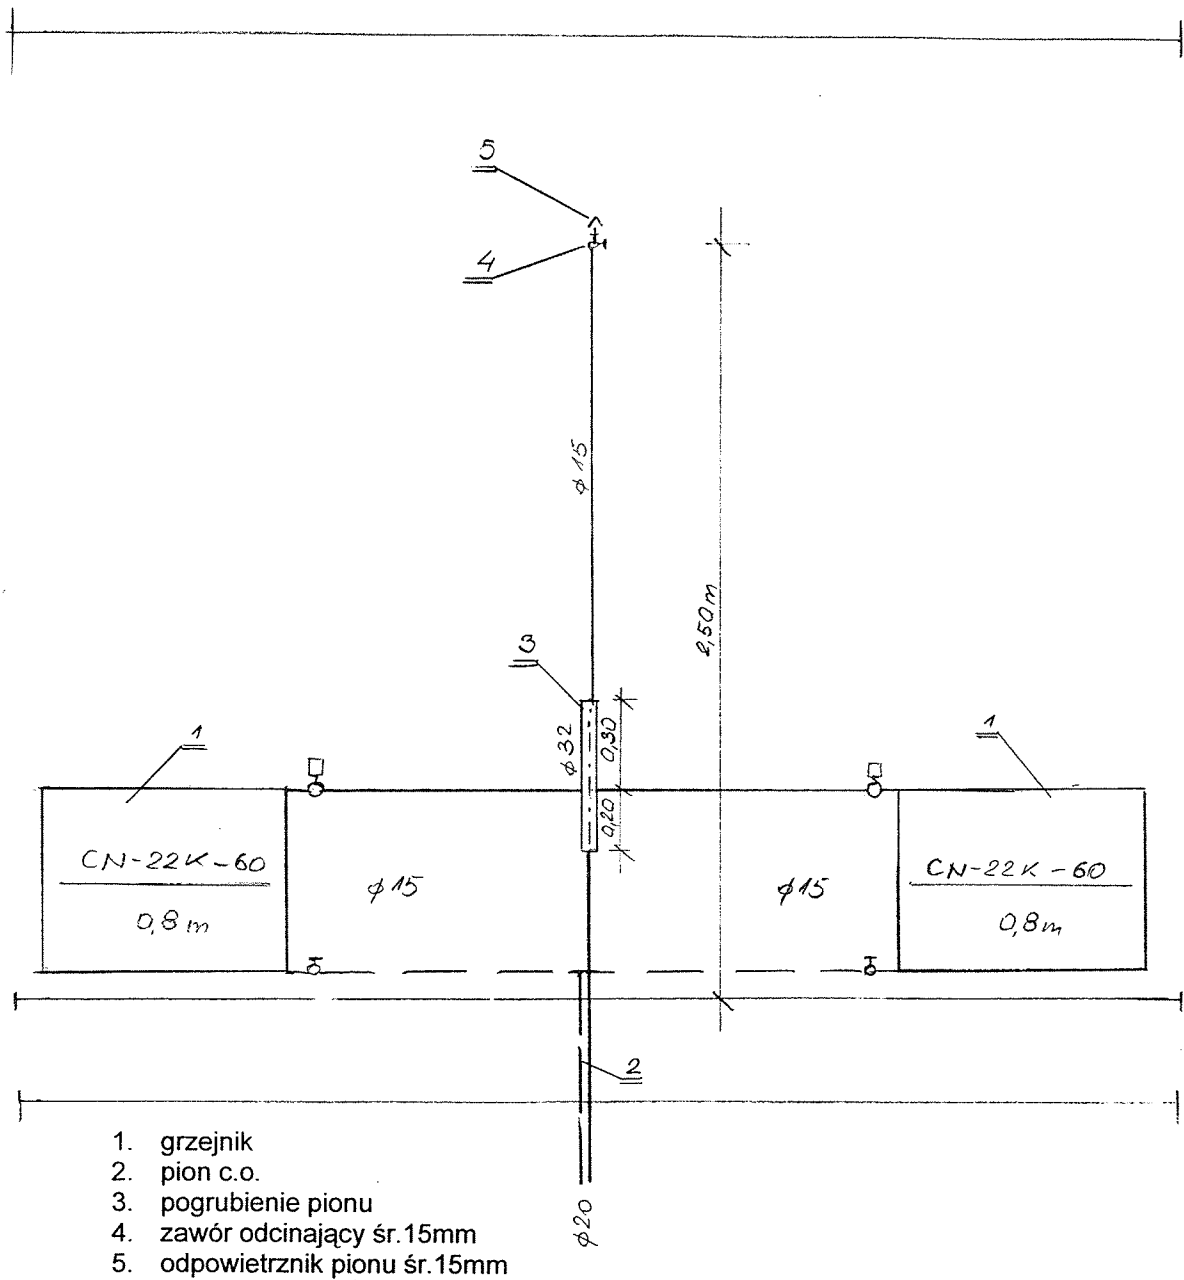 5
4
φ 15
2,50m
3
φ 32
0,30
0,20
1
1
CN-22K-60
0,8 m
φ 15
φ 15
CN-22K-60
0,8m
2
1. grzejnik
2. pion c.o.
3. pogrubienie pionu
4. zawór odcinający śr.15mm
5. odpowietrznik pionu śr.15mm
φ20